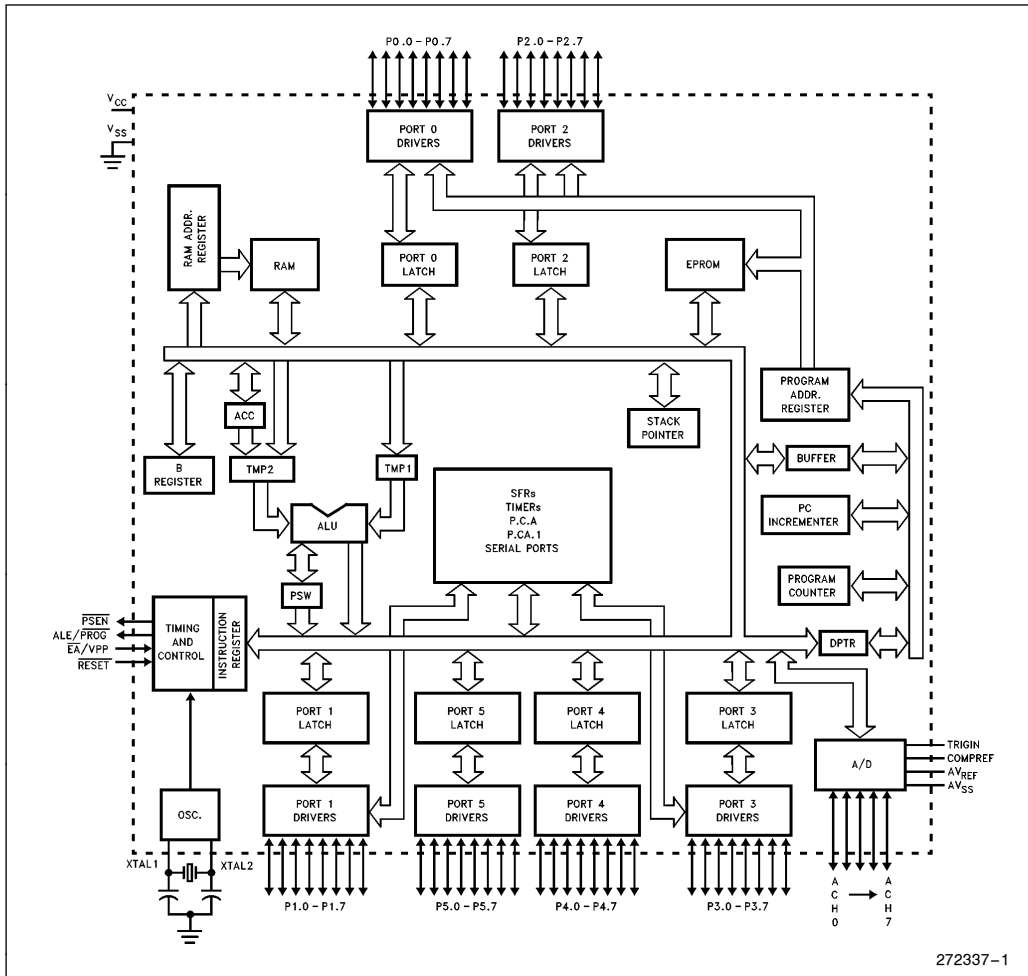 P0.0 – P0.7
P2.0 – P2.7
VCC
VSS
PORT 0
DRIVERS
PORT 2
DRIVERS
RAM ADDR.
REGISTER
RAM
PORT 0
LATCH
PORT 2
LATCH
EPROM
PROGRAM
ADDR.
REGISTER
ACC
STACK
POINTER
B
REGISTER
TMP2
TMP1
BUFFER
SFRs
TIMERs
P.C.A
P.CA.1
SERIAL PORTS
ALU
PC
INCREMENTER
PSW
PROGRAM
COUNTER
PSEN
ALE/PROG
EA/VPP
RESET
TIMING
AND
CONTROL
INSTRUCTION
REGISTER
DPTR
PORT 1
LATCH
PORT 5
LATCH
PORT 4
LATCH
PORT 3
LATCH
A/D
TRIGIN
COMPREF
AVREF
AVSS
OSC.
PORT 1
DRIVERS
PORT 5
DRIVERS
PORT 4
DRIVERS
PORT 3
DRIVERS
XTAL1
XTAL2
P1.0 – P1.7
P5.0 – P5.7
P4.0 – P4.7
P3.0 – P3.7
ACH0
ACH7
272337–1